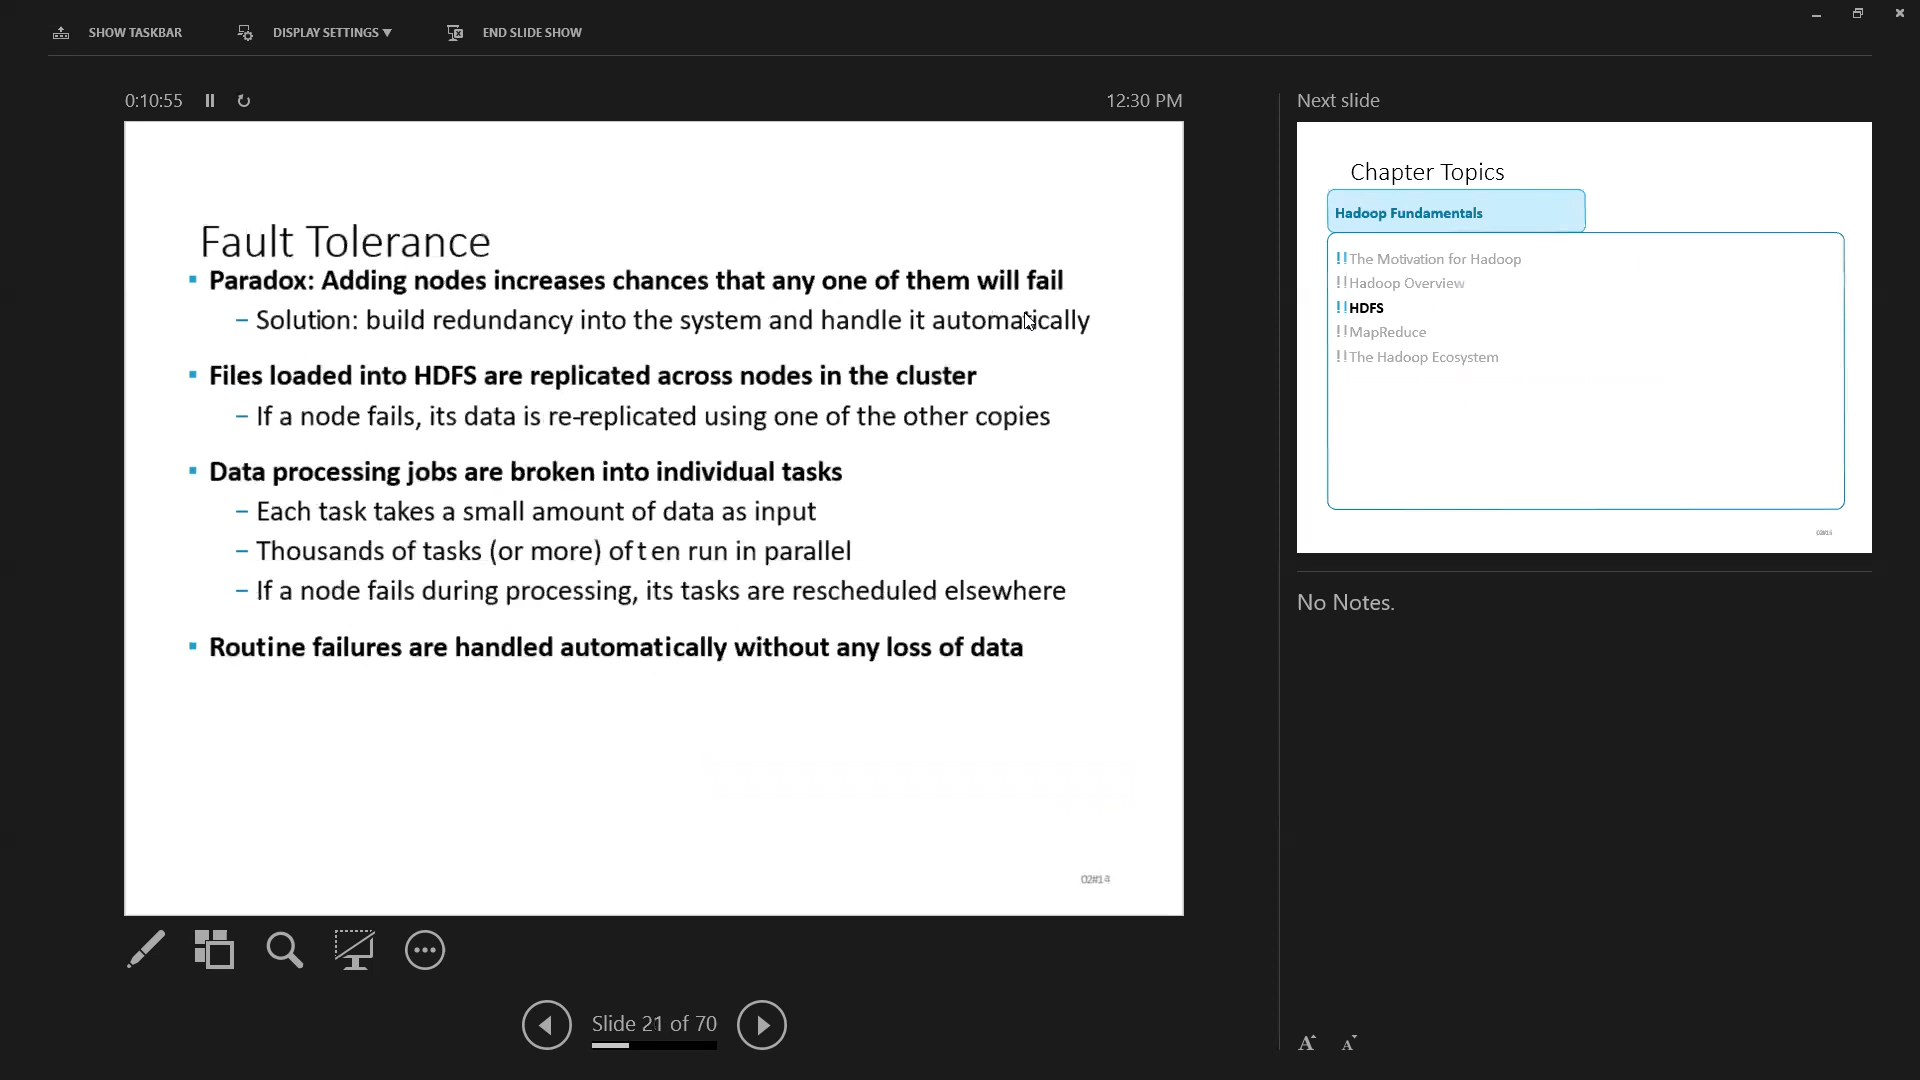 SHOW TASKBAR
DISPLAY SETTINGS ▼
END SLIDE SHOW
0:10:55
12:30 PM
Fault Tolerance
▪ Paradox: Adding nodes increases chances that any one of them will fail
– Solution: build redundancy into the system and handle it automatically
▪ Files loaded into HDFS are replicated across nodes in the cluster
– If a node fails, its data is re-replicated using one of the other copies
▪ Data processing jobs are broken into individual tasks
– Each task takes a small amount of data as input
– Thousands of tasks (or more) often run in parallel
– If a node fails during processing, its tasks are rescheduled elsewhere
▪ Routine failures are handled automatically without any loss of data
02#14
Slide 21 of 70
Next slide
Chapter Topics
Hadoop Fundamentals
!!The Motivation for Hadoop
!!Hadoop Overview
!!HDFS
!!MapReduce
!!The Hadoop Ecosystem
No Notes.
A A